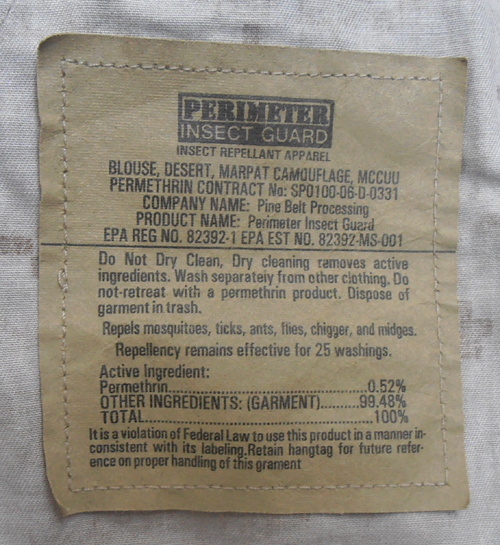 PERIMETER
INSECT GUARD
INSECT REPELLANT APPAREL
BLOUSE, DESERT, MARPAT CAMOUFLAGE, MCCUU
PERMETHRIN CONTRACT No: SP0100-06-D-0331
COMPANY NAME: Pine Belt Processing
PRODUCT NAME: Perimeter Insect Guard
EPA REG NO. 82392-1 EPA EST NO. 82392-MS-001
Do Not Dry Clean, Dry cleaning removes active
ingredients. Wash separately from other clothing. Do
not-retreat with a permethrin product. Dispose of
garment in trash.
Repels mosquitoes, ticks, ants, flies, chigger, and midges.
Repellency remains effective for 25 washings.
Active Ingredient:
Permethrin..............................................0.52%
OTHER INGREDIENTS: (GARMENT)..........99.48%
TOTAL....................................................100%
It is a violation of Federal Law to use this product in a manner in-
consistent with its labeling.Retain hangtag for future refer-
ence on proper handling of this grament